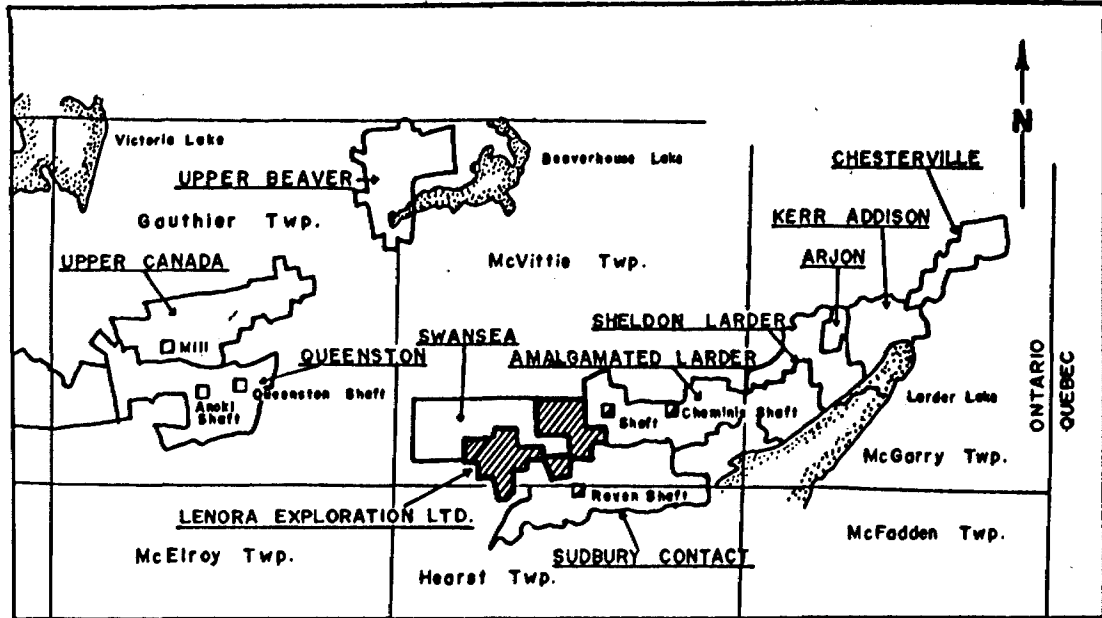 N
Victoria Lake
Beaverhouse Lake
CHESTERVILLE
UPPER BEAVER
KERR ADDISON
Gauthier Twp.
ARJON
UPPER CANADA
McVittie Twp.
SWANSEA
SHELDON LARDER
Mill
QUEENSTON
AMALGAMATED LARDER
Queenston Shaft
Anoki
Shaft
Shaft
Cheminis Shaft
Larder Lake
ONTARIO
QUEBEC
McGarry Twp.
Raven Shaft
LENORA EXPLORATION LTD.
McElroy Twp.
SUDBURY CONTACT
McFadden Twp.
Hearst Twp.